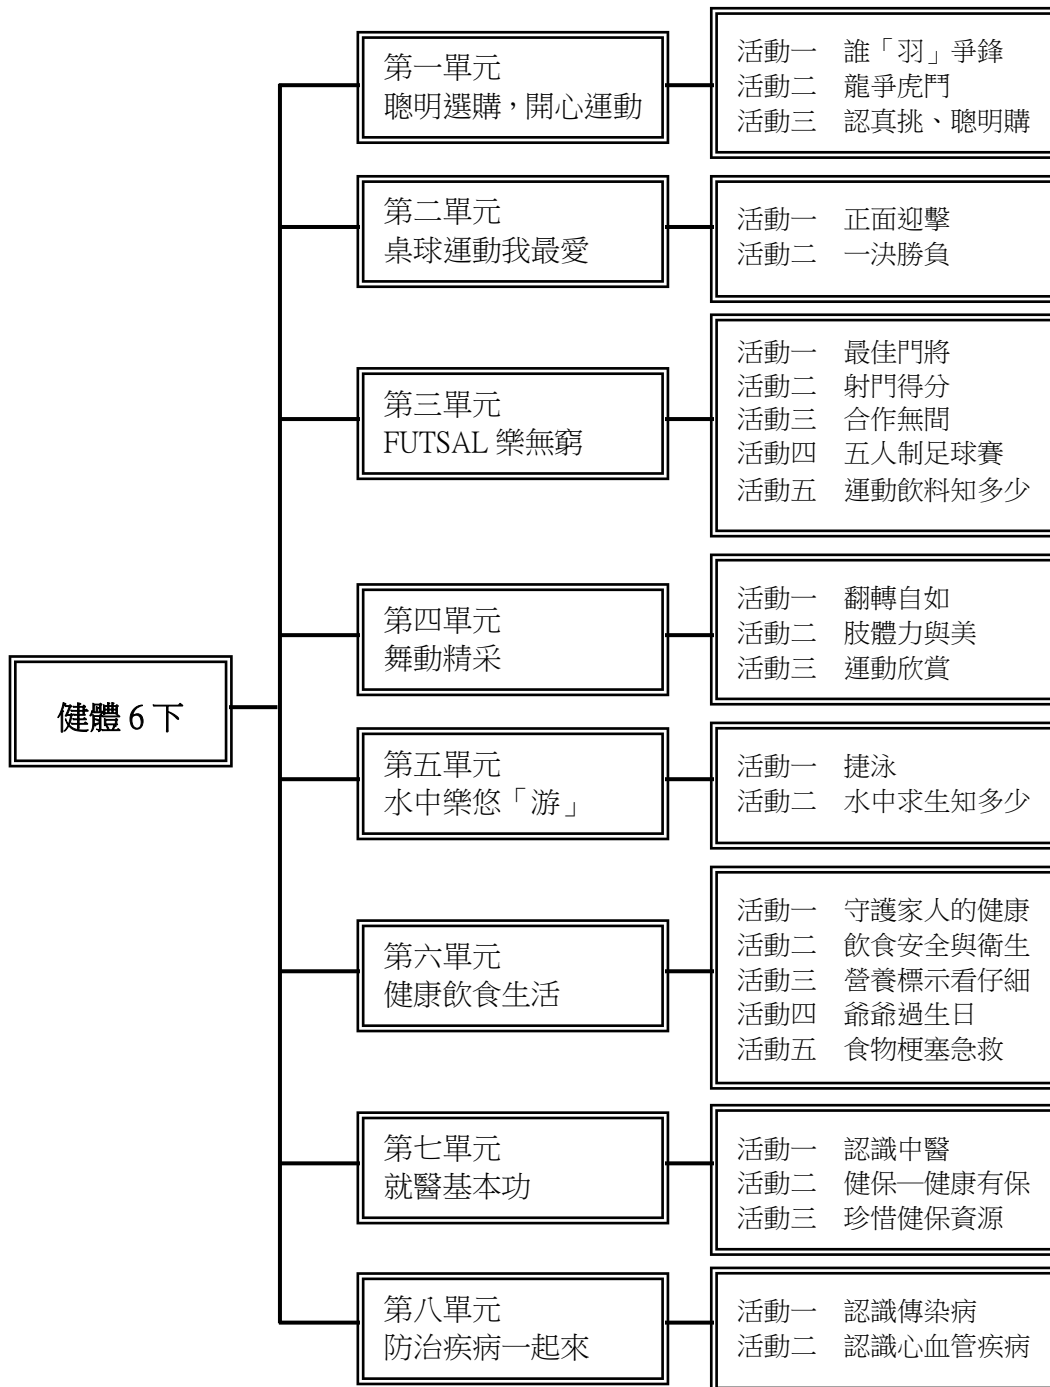 健體 6 下
第一單元
聰明選購，開心運動
活動一　誰「羽」爭鋒
活動二　龍爭虎鬥
活動三　認真挑、聰明購
第二單元
桌球運動我最愛
活動一　正面迎擊
活動二　一決勝負
第三單元
FUTSAL 樂無窮
活動一　最佳門將
活動二　射門得分
活動三　合作無間
活動四　五人制足球賽
活動五　運動飲料知多少
第四單元
舞動精采
活動一　翻轉自如
活動二　肢體力與美
活動三　運動欣賞
第五單元
水中樂悠「游」
活動一　捷泳
活動二　水中求生知多少
第六單元
健康飲食生活
活動一　守護家人的健康
活動二　飲食安全與衛生
活動三　營養標示看仔細
活動四　爺爺過生日
活動五　食物梗塞急救
第七單元
就醫基本功
活動一　認識中醫
活動二　健保─健康有保
活動三　珍惜健保資源
第八單元
防治疾病一起來
活動一　認識傳染病
活動二　認識心血管疾病